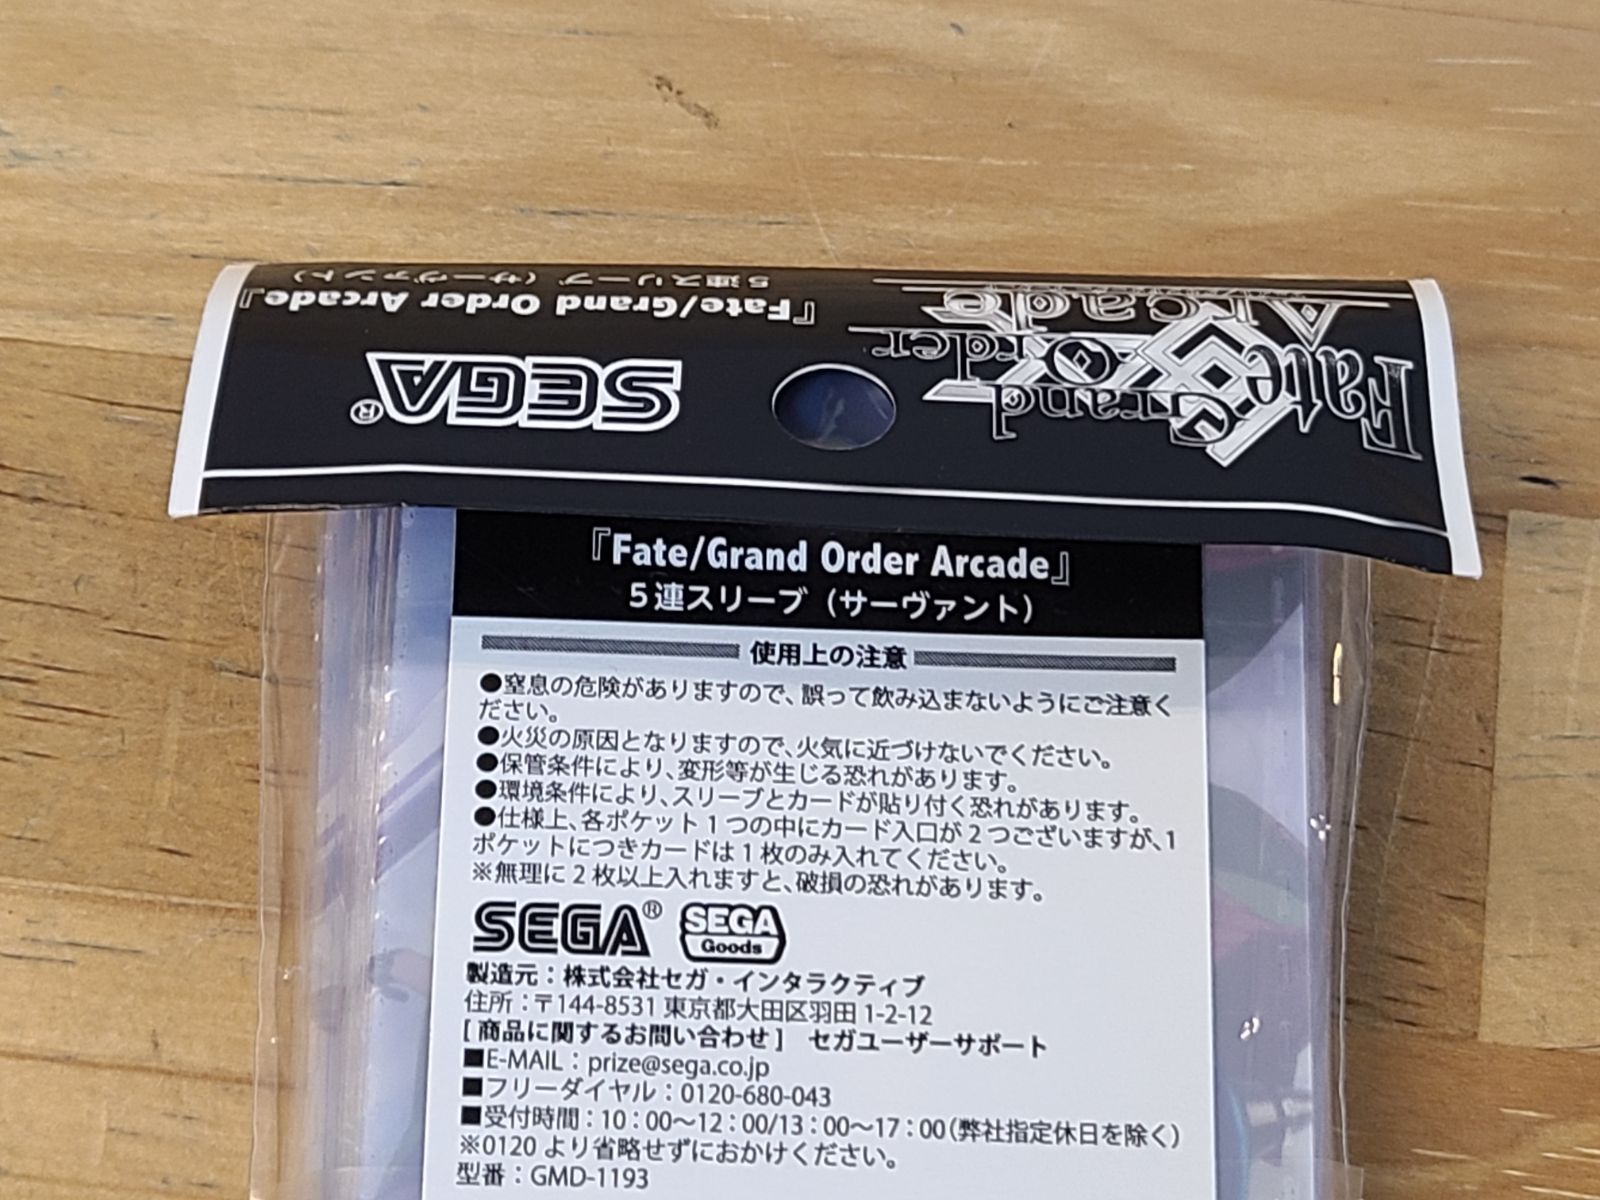 Fate
Grand
Order
Arcade
SEGA®
『Fate/Grand Order Arcade』
5連スリーブ（サーヴァント）
『Fate/Grand Order Arcade』
5連スリーブ（サーヴァント）
使用上の注意
●窒息の危険がありますので、誤って飲み込まないようにご注意く
ださい。
●火災の原因となりますので、火気に近づけないでください。
●保管条件により、変形等が生じる恐れがあります。
●環境条件により、スリーブとカードが貼り付く恐れがあります。
●仕様上、各ポケット1つの中にカード入口が2つございますが、1
ポケットにつきカードは1枚のみ入れてください。
※無理に2枚以上入れますと、破損の恐れがあります。
SEGA® SEGA
Goods
製造元：株式会社セガ・インタラクティブ
住所：〒144-8531 東京都大田区羽田 1-2-12
[ 商品に関するお問い合わせ ]　セガユーザーサポート
■E-MAIL：prize@sega.co.jp
■フリーダイヤル：0120-680-043
■受付時間：10：00～12：00/13：00～17：00（弊社指定休日を除く）
※0120 より省略せずにおかけください。
型番：GMD-1193